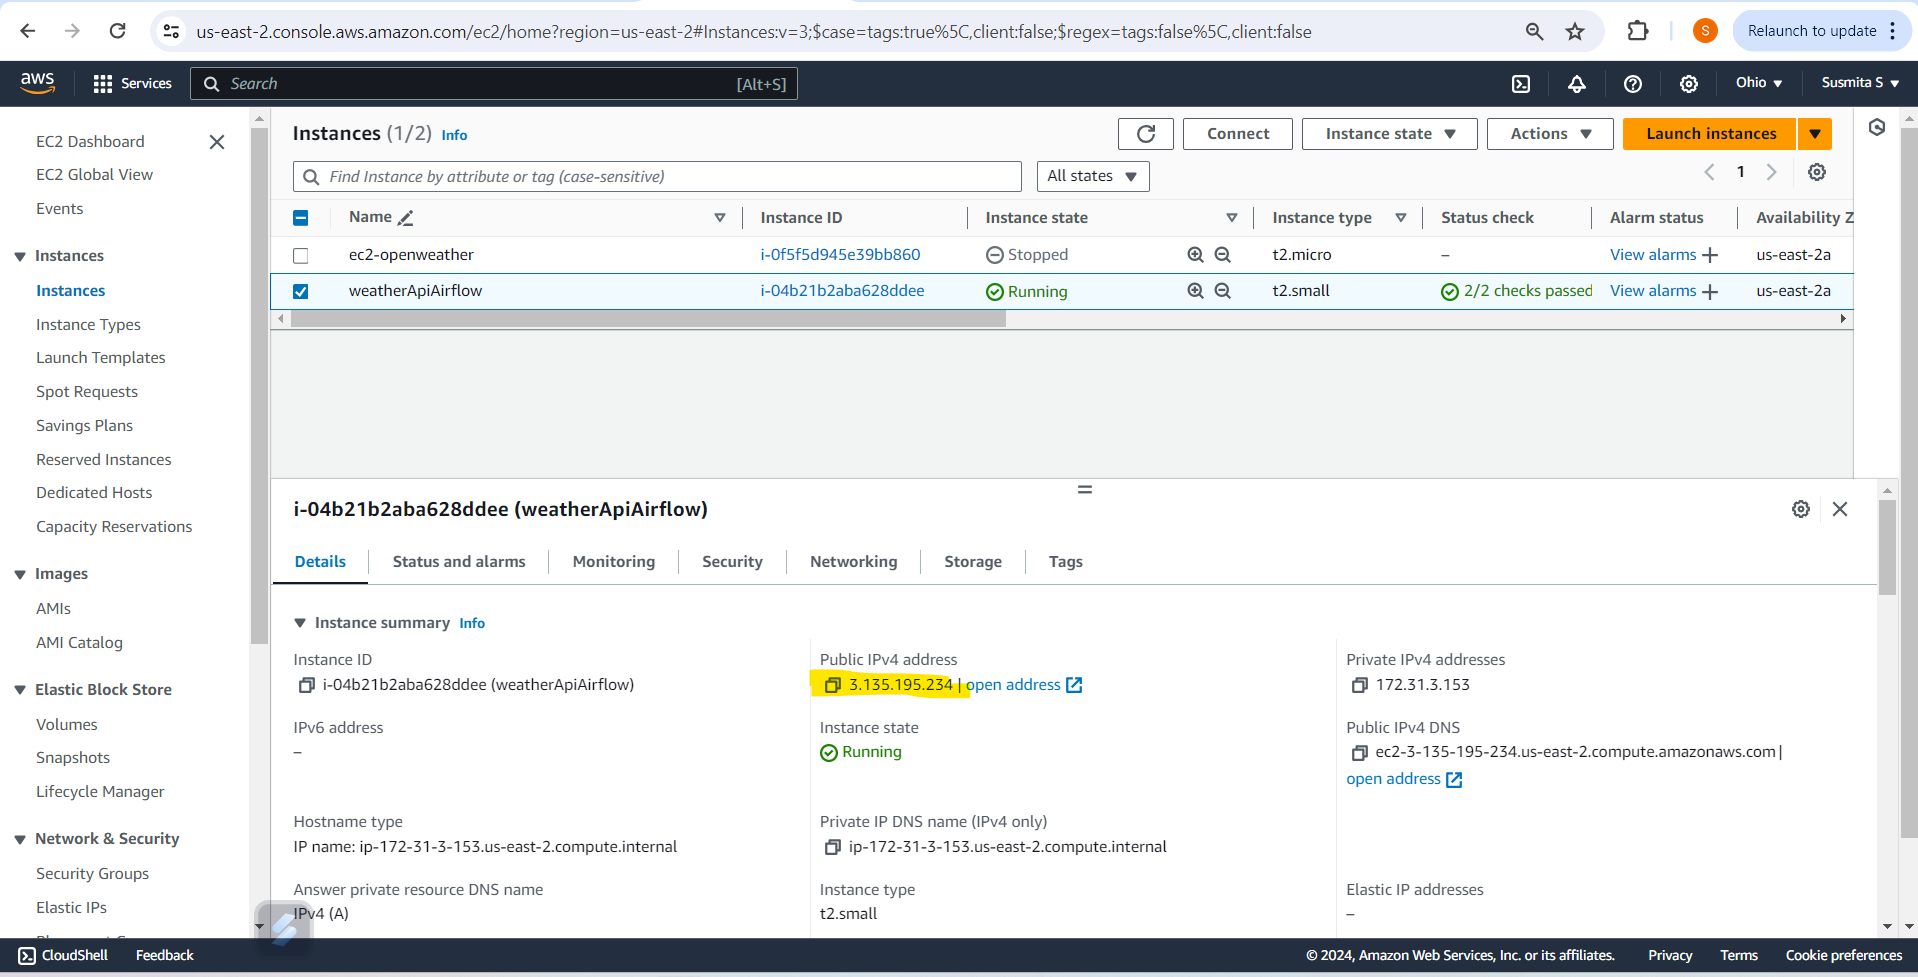 us-east-2.console.aws.amazon.com/ec2/home?region=us-east-2#Instances:v=3;$case=tags:true%5C,client:false;$regex=tags:false%5C,client:false
S
Relaunch to update
aws
Services
Search
[Alt+S]
Ohio
Susmita S
EC2 Dashboard
EC2 Global View
Events
Instances
Instances
Instance Types
Launch Templates
Spot Requests
Savings Plans
Reserved Instances
Dedicated Hosts
Capacity Reservations
Images
AMIs
AMI Catalog
Elastic Block Store
Volumes
Snapshots
Lifecycle Manager
Network & Security
Security Groups
Elastic IPs
Instances (1/2) Info
Connect
Instance state
Actions
Launch instances
Find Instance by attribute or tag (case-sensitive)
All states
1
Name Instance ID Instance state Instance type Status check Alarm status Availability Z
ec2-openweather i-0f5f5d945e39bb860 Stopped t2.micro – View alarms + us-east-2a
weatherApiAirflow i-04b21b2aba628ddee Running t2.small 2/2 checks passed View alarms + us-east-2a
i-04b21b2aba628ddee (weatherApiAirflow)
Details Status and alarms Monitoring Security Networking Storage Tags
Instance summary Info
Instance ID
i-04b21b2aba628ddee (weatherApiAirflow)
Public IPv4 address
3.135.195.234 | open address
Private IPv4 addresses
172.31.3.153
IPv6 address
–
Instance state
Running
Public IPv4 DNS
ec2-3-135-195-234.us-east-2.compute.amazonaws.com |
open address
Hostname type
IP name: ip-172-31-3-153.us-east-2.compute.internal
Private IP DNS name (IPv4 only)
ip-172-31-3-153.us-east-2.compute.internal
Answer private resource DNS name
IPv4 (A)
Instance type
t2.small
Elastic IP addresses
–
CloudShell
Feedback
© 2024, Amazon Web Services, Inc. or its affiliates.
Privacy
Terms
Cookie preferences